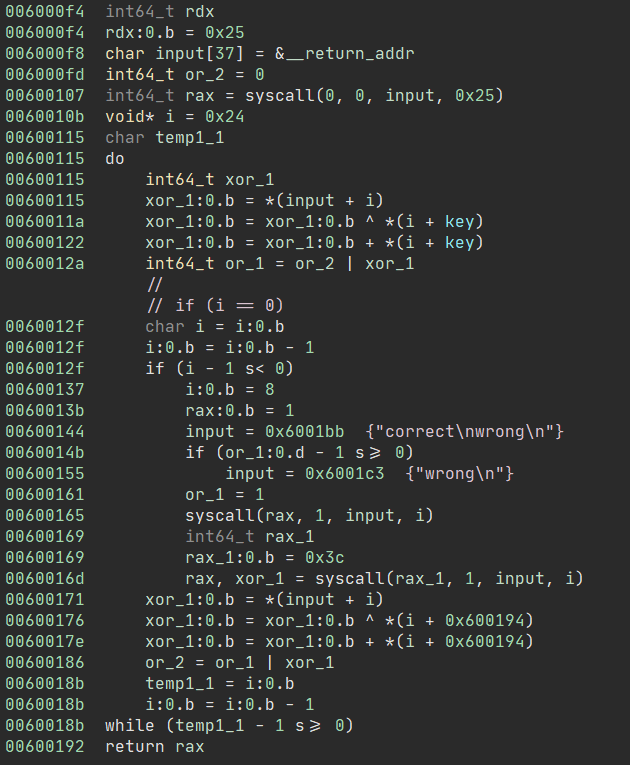 006000f4  int64_t rdx
006000f4  rdx:0.b = 0x25
006000f8  char input[37] = &__return_addr
006000fd  int64_t or_2 = 0
00600107  int64_t rax = syscall(0, 0, input, 0x25)
0060010b  void* i = 0x24
00600115  char temp1_1
00600115  do
00600115      int64_t xor_1
00600115      xor_1:0.b = *(input + i)
0060011a      xor_1:0.b = xor_1:0.b ^ *(i + key)
00600122      xor_1:0.b = xor_1:0.b + *(i + key)
0060012a      int64_t or_1 = or_2 | xor_1
              //
              // if (i == 0)
0060012f      char i = i:0.b
0060012f      i:0.b = i:0.b - 1
0060012f      if (i - 1 s< 0)
00600137          i:0.b = 8
0060013b          rax:0.b = 1
00600144          input = 0x6001bb  {"correct\nwrong\n"}
0060014b          if (or_1:0.d - 1 s>= 0)
00600155              input = 0x6001c3  {"wrong\n"}
00600161          or_1 = 1
00600165          syscall(rax, 1, input, i)
00600169          int64_t rax_1
00600169          rax_1:0.b = 0x3c
0060016d          rax, xor_1 = syscall(rax_1, 1, input, i)
00600171      xor_1:0.b = *(input + i)
00600176      xor_1:0.b = xor_1:0.b ^ *(i + 0x600194)
0060017e      xor_1:0.b = xor_1:0.b + *(i + 0x600194)
00600186      or_2 = or_1 | xor_1
0060018b      temp1_1 = i:0.b
0060018b      i:0.b = i:0.b - 1
0060018b  while (temp1_1 - 1 s>= 0)
00600192  return rax